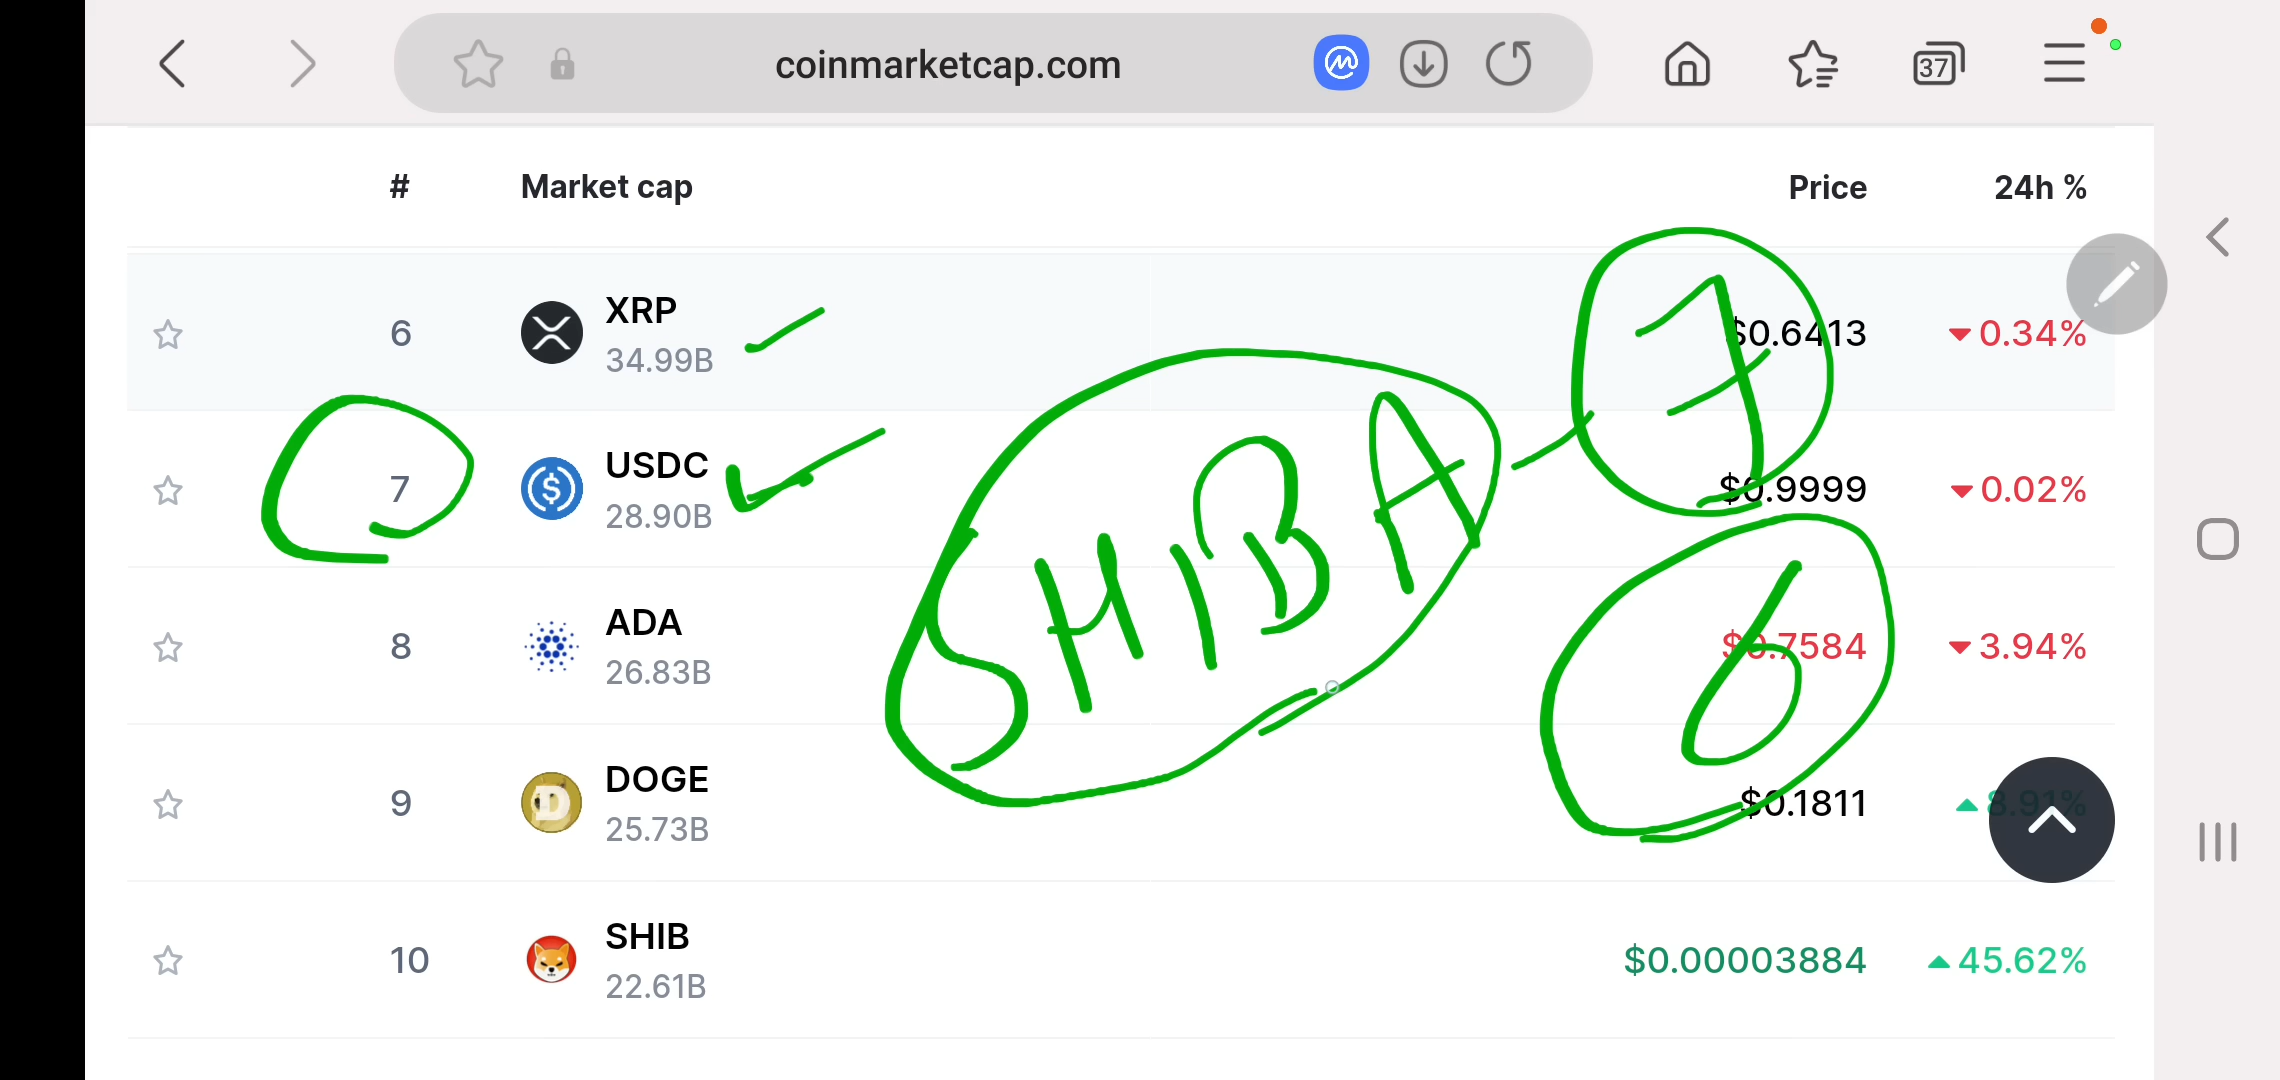 coinmarketcap.com 37
# Market cap Price 24h %
6 XRP $0.6413 0.34%
34.99B
7 USDC $0.9999 0.02%
28.90B
SHIBA - 7
6
8 ADA $0.7584 3.94%
26.83B
9 DOGE $0.1811 8.91%
25.73B
10 SHIB $0.00003884 45.62%
22.61B